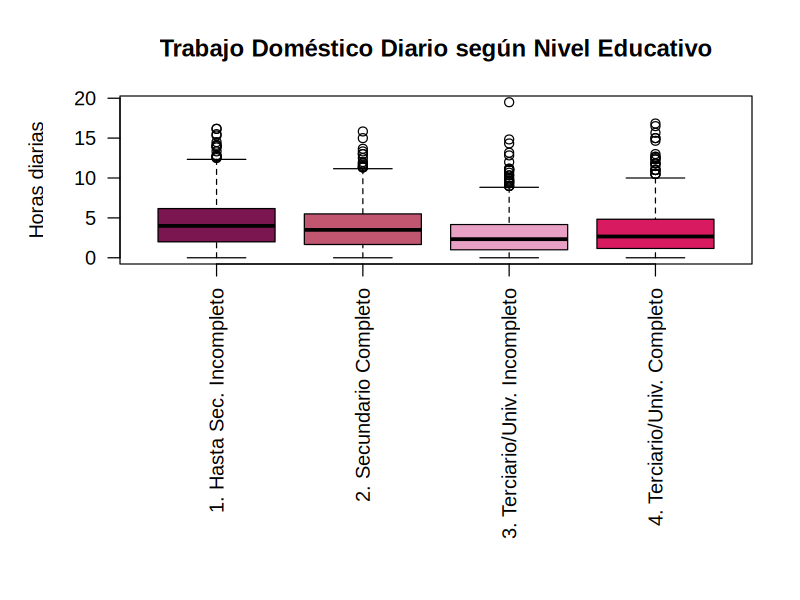 Trabajo Doméstico Diario según Nivel Educativo
Horas diarias
20
15
10
5
0
1. Hasta Sec. Incompleto
2. Secundario Completo
3. Terciario/Univ. Incompleto
4. Terciario/Univ. Completo